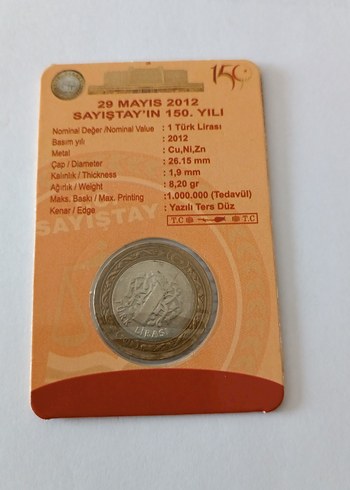 150
29 MAYIS 2012
SAYIŞTAY'IN 150. YILI
Nominal Değer /Nominal Value : 1 Türk Lirası
Basım yılı : 2012
Metal : Cu,Ni,Zn
Çap / Diameter : 26.15 mm
Kalınlık / Thickness : 1,9 mm
Ağırlık / Weight : 8,20 gr
Maks. Baskı / Max. Printing :1.000.000 (Tedavül)
Kenar / Edge : Yazılı Ters Düz
T.C T.C
SAYIŞTAY
TÜRK LİRASI